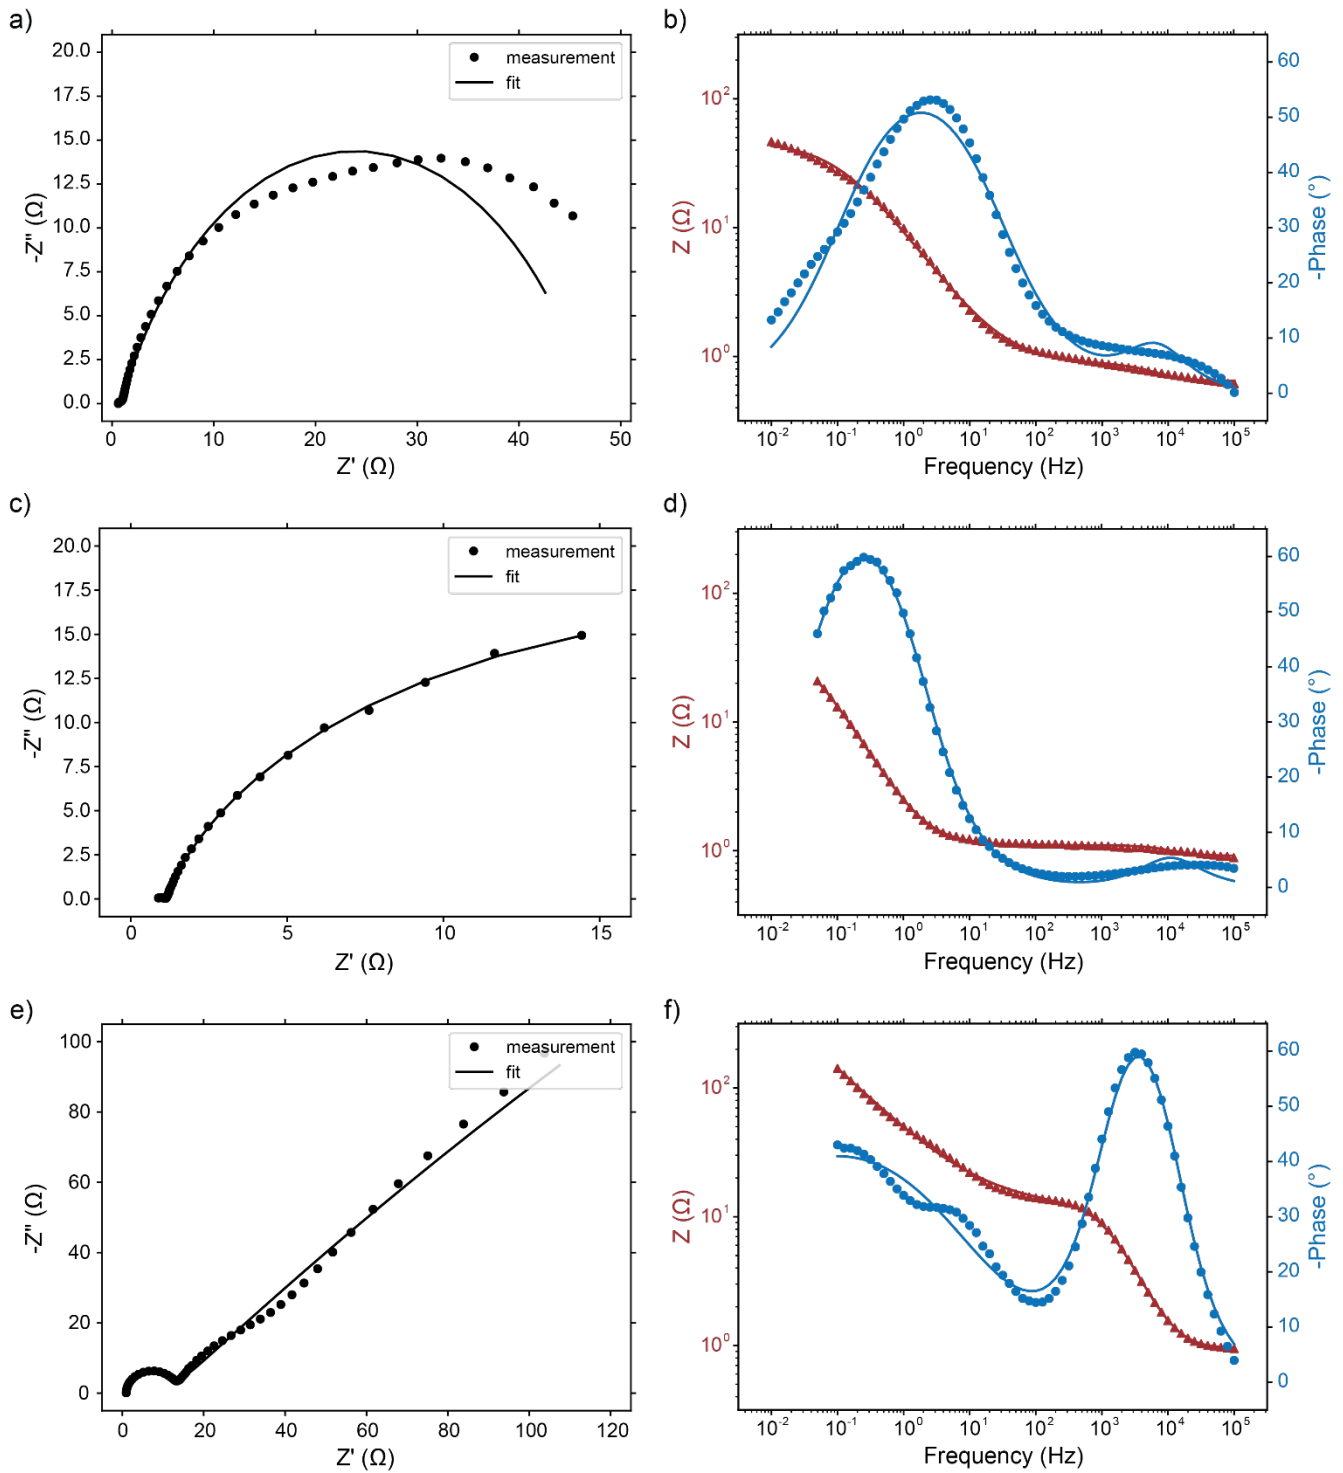 a)
20.0
17.5
15.0
12.5
10.0
7.5
5.0
2.5
0.0
-Z'' (Ω)
measurement
fit
0 10 20 30 40 50
Z' (Ω)
b)
10²
10¹
10⁰
Z (Ω)
60
50
40
30
20
10
0
-Phase (°)
10⁻² 10⁻¹ 10⁰ 10¹ 10² 10³ 10⁴ 10⁵
Frequency (Hz)
c)
20.0
17.5
15.0
12.5
10.0
7.5
5.0
2.5
0.0
-Z'' (Ω)
measurement
fit
0 5 10 15
Z' (Ω)
d)
10²
10¹
10⁰
Z (Ω)
60
50
40
30
20
10
0
-Phase (°)
10⁻² 10⁻¹ 10⁰ 10¹ 10² 10³ 10⁴ 10⁵
Frequency (Hz)
e)
100
80
60
40
20
0
-Z'' (Ω)
measurement
fit
0 20 40 60 80 100 120
Z' (Ω)
f)
10²
10¹
10⁰
Z (Ω)
60
50
40
30
20
10
0
-Phase (°)
10⁻² 10⁻¹ 10⁰ 10¹ 10² 10³ 10⁴ 10⁵
Frequency (Hz)